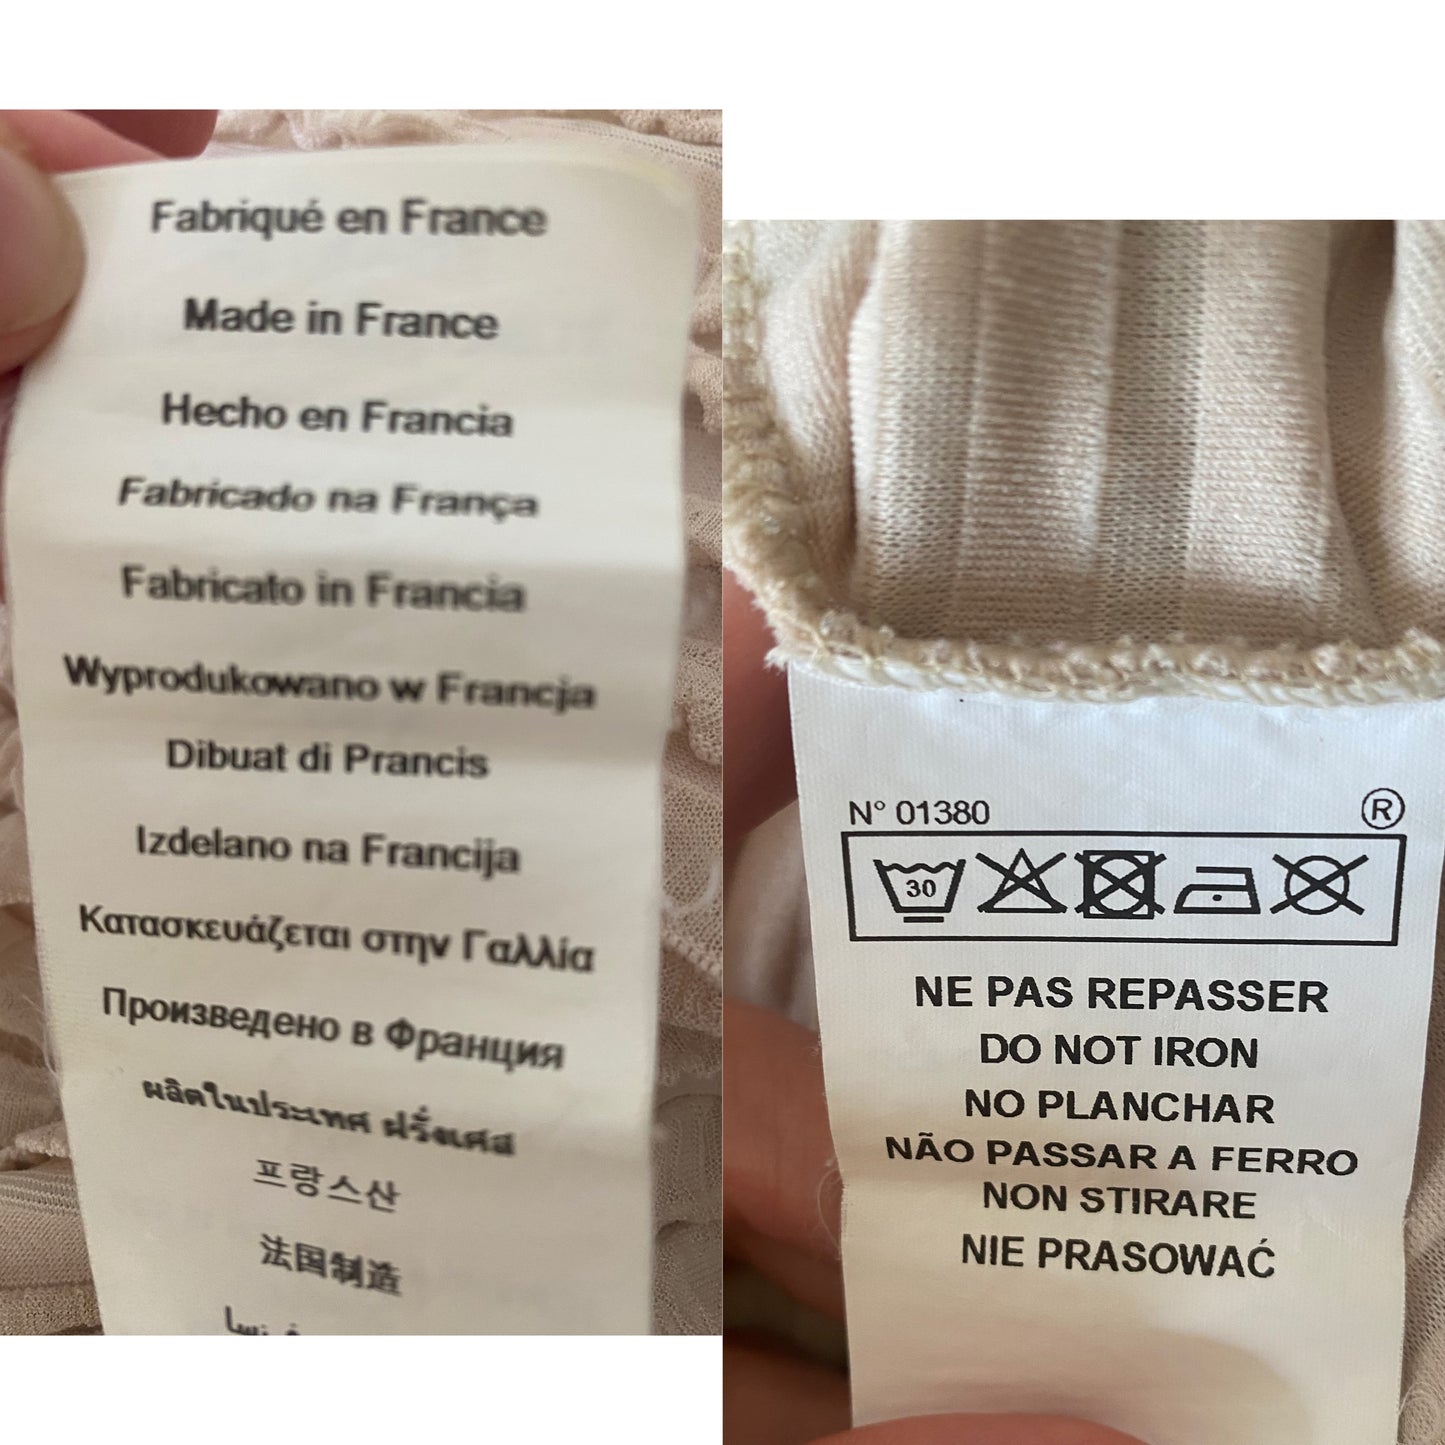 Fabriqué en France
Made in France
Hecho en Francia
Fabricado na França
Fabricato in Francia
Wyprodukowano w Francja
Dibuat di Prancis
Izdelano na Francija
Κατασκευάζεται στην Γαλλία
Произведено в Франция
ผลิตในประเทศ ฝรั่งเศส
프랑스산
法国制造
N° 01380 ®
30
NE PAS REPASSER
DO NOT IRON
NO PLANCHAR
NÃO PASSAR A FERRO
NON STIRARE
NIE PRASOWAĆ